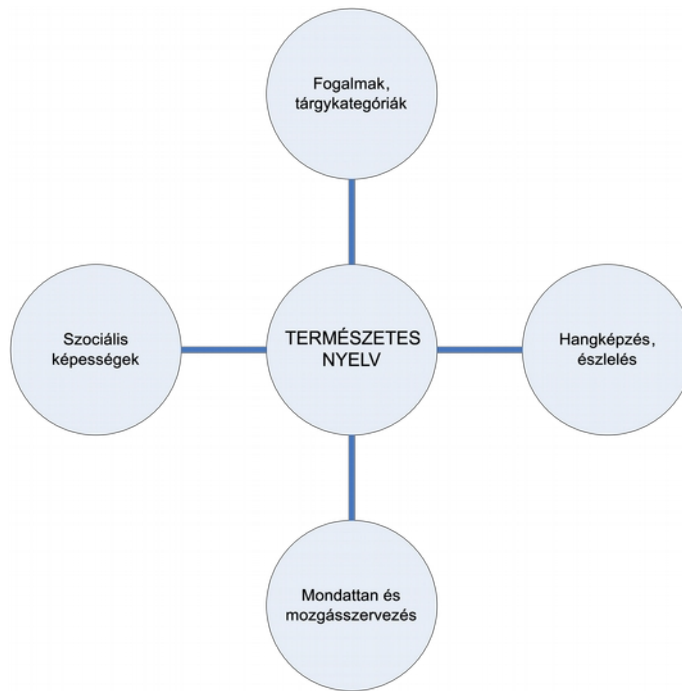 Fogalmak,
tárgykategóriák
Szociális
képességek
TERMÉSZETES
NYELV
Hangképzés,
észlelés
Mondattan és
mozgásszervezés